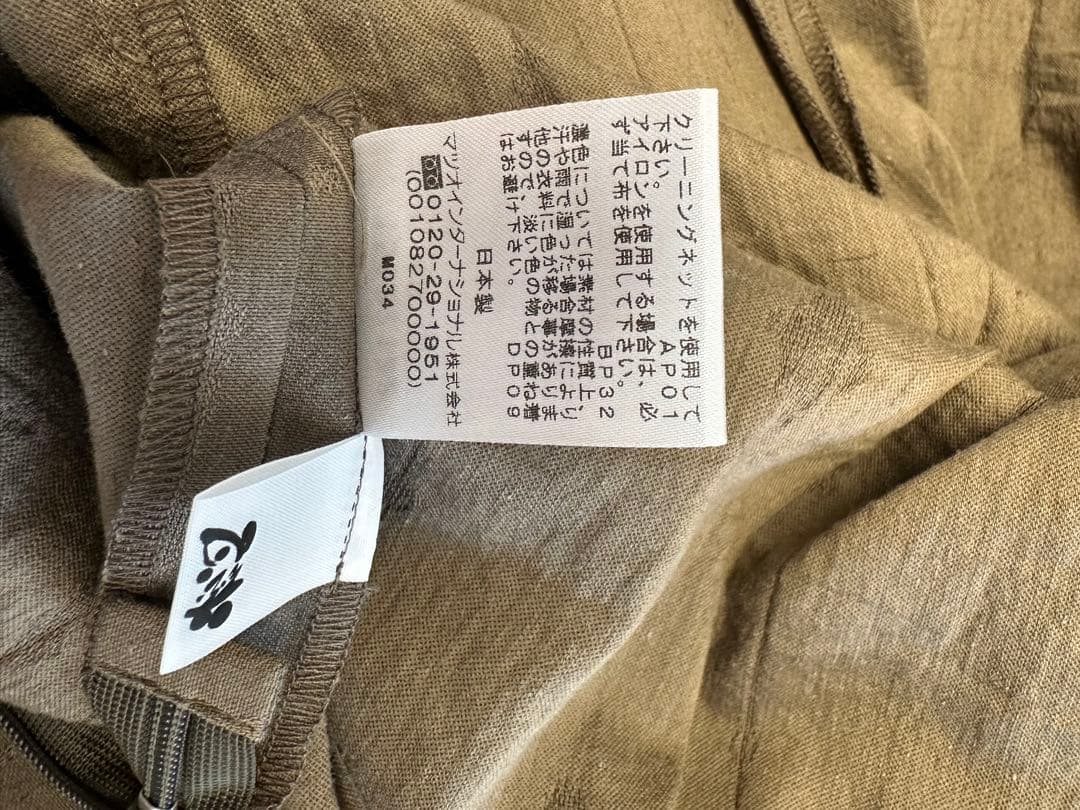 クリーニングネットを使用して
下さい。 AP01
アイロンを使用する場合は、必
ず当て布を使用して下さい。
BP32
濃色については素材の性質上
汗や雨で湿った場合摩擦により
他の衣料に色が移る事がありま
すので、淡い色の物との重ね着
はお避け下さい。 DP09
日本製
マツオインターナショナル株式会社
0120-29-1951
(001082700000)
M034